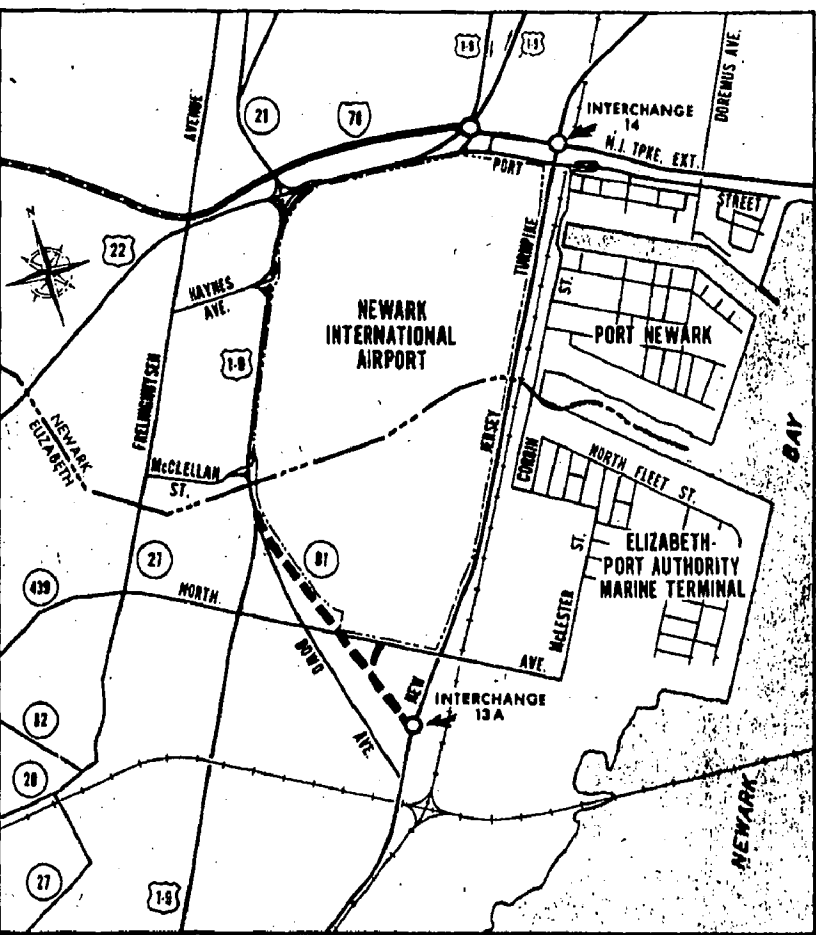 1-9
1-9
DOREMUS AVE.
AVENUE
21
78
INTERCHANGE
14
N.J. TPKE. EXT.
PORT
STREET
N
22
TURNPIKE
HAYNES
AVE.
ST.
NEWARK
INTERNATIONAL
AIRPORT
PORT NEWARK
1-9
FRELINGHUYSEN
NEWARK
ELIZABETH
JERSEY
BAY
McCLELLAN
ST.
CORBIN
NORTH FLEET ST.
27
81
ST.
ELIZABETH-
PORT AUTHORITY
MARINE TERMINAL
439
NORTH
McLESTER
DOWD
AVE.
AVE.
NEW
INTERCHANGE
13A
82
28
NEWARK
27
1-9